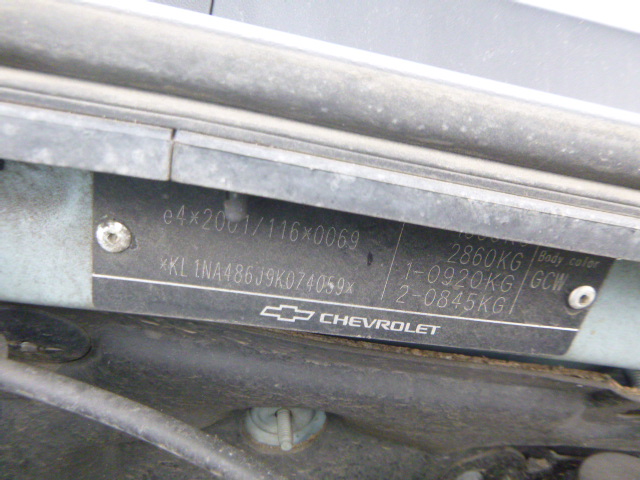 e4*2001/116*0069
*KL1NA486J9K074059*
2860KG
1-0920KG
2-0845KG
Body color
GCW
CHEVROLET